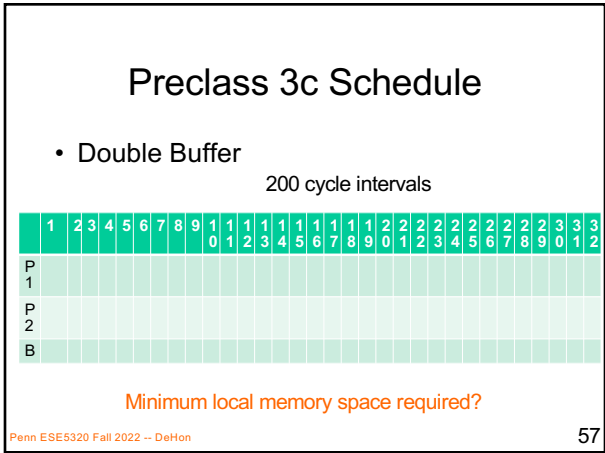 Preclass 3c Schedule
• Double Buffer
200 cycle intervals
1 2 3 4 5 6 7 8 9 10 11 12 13 14 15 16 17 18 19 20 21 22 23 24 25 26 27 28 29 30 31 32
P1
P2
B
Minimum local memory space required?
Penn ESE5320 Fall 2022 -- DeHon
57